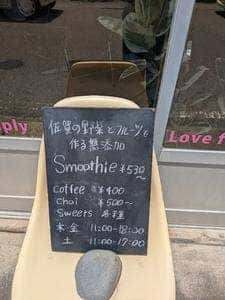 佐賀の野菜とフルーツで
作る無添加
Smoothie ¥530~
Coffee ¥400
Chai ¥500~
Sweets 各種
木・金 11:00-18:00
土 11:00-17:00
Love f